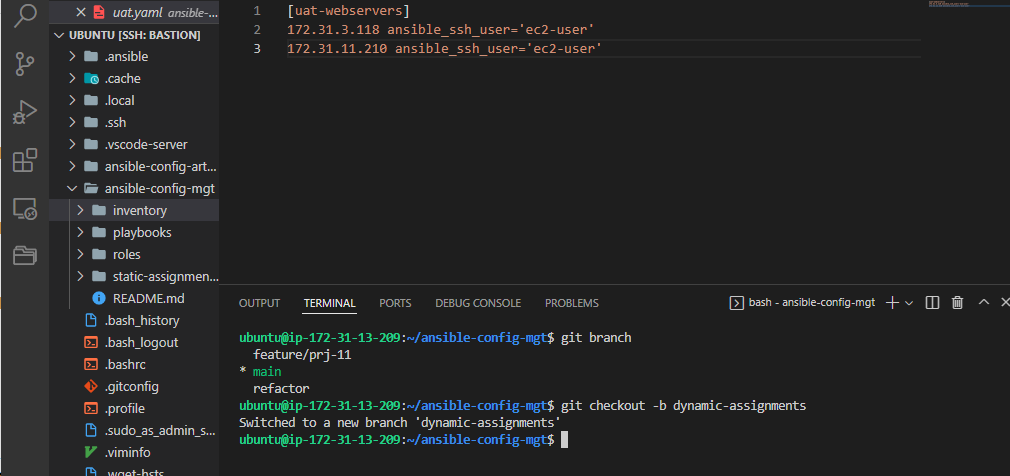 uat.yaml ansible-...
UBUNTU [SSH: BASTION]
.ansible
.cache
.local
.ssh
.vscode-server
ansible-config-art...
ansible-config-mgt
inventory
playbooks
roles
static-assignmen...
README.md
.bash_history
.bash_logout
.bashrc
.gitconfig
.profile
.sudo_as_admin_s...
.viminfo
.wget-hsts
1 [uat-webservers]
2 172.31.3.118 ansible_ssh_user='ec2-user'
3 172.31.11.210 ansible_ssh_user='ec2-user'
OUTPUT TERMINAL PORTS DEBUG CONSOLE PROBLEMS bash - ansible-config-mgt
ubuntu@ip-172-31-13-209:~/ansible-config-mgt$ git branch
feature/prj-11
* main
refactor
ubuntu@ip-172-31-13-209:~/ansible-config-mgt$ git checkout -b dynamic-assignments
Switched to a new branch 'dynamic-assignments'
ubuntu@ip-172-31-13-209:~/ansible-config-mgt$